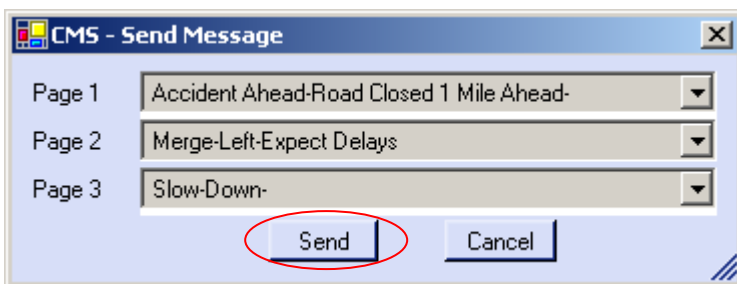 CMS - Send Message
Page 1 Accident Ahead-Road Closed 1 Mile Ahead-
Page 2 Merge-Left-Expect Delays
Page 3 Slow-Down-
Send Cancel